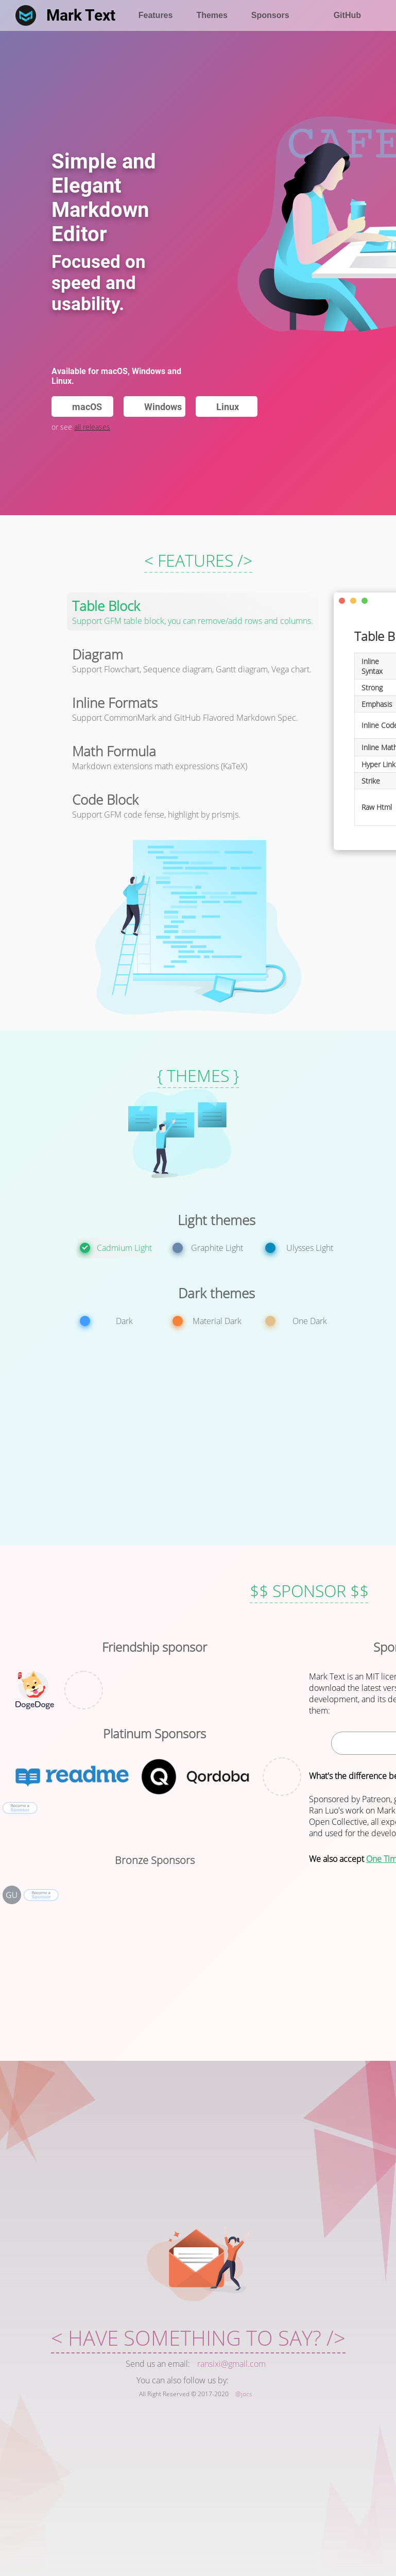 Mark Text
Features
Themes
Sponsors
GitHub
CAFE
Simple and
Elegant
Markdown
Editor
Focused on
speed and
usability.
Available for macOS, Windows and
Linux.
macOS
Windows
Linux
or see all releases
< FEATURES />
Table Block
Support GFM table block, you can remove/add rows and columns.
Diagram
Support Flowchart, Sequence diagram, Gantt diagram, Vega chart.
Inline Formats
Support CommonMark and GitHub Flavored Markdown Spec.
Math Formula
Markdown extensions math expressions (KaTeX)
Code Block
Support GFM code fense, highlight by prismjs.
Table B
Inline
Syntax
Strong
Emphasis
Inline Code
Inline Math
Hyper Link
Strike
Raw Html
{ THEMES }
Light themes
Cadmium Light
Graphite Light
Ulysses Light
Dark themes
Dark
Material Dark
One Dark
$$ SPONSOR $$
Friendship sponsor
DogeDoge
Platinum Sponsors
readme
Qordoba
Become a
Sponsor
Bronze Sponsors
GU
Become a
Sponsor
Spon
Mark Text is an MIT licen
download the latest vers
development, and its de
them:
What's the difference be
Sponsored by Patreon, g
Ran Luo's work on Mark
Open Collective, all expe
and used for the develo
We also accept One Tim
< HAVE SOMETHING TO SAY? />
Send us an email: ransixi@gmail.com
You can also follow us by:
All Right Reserved © 2017-2020 @Jocs